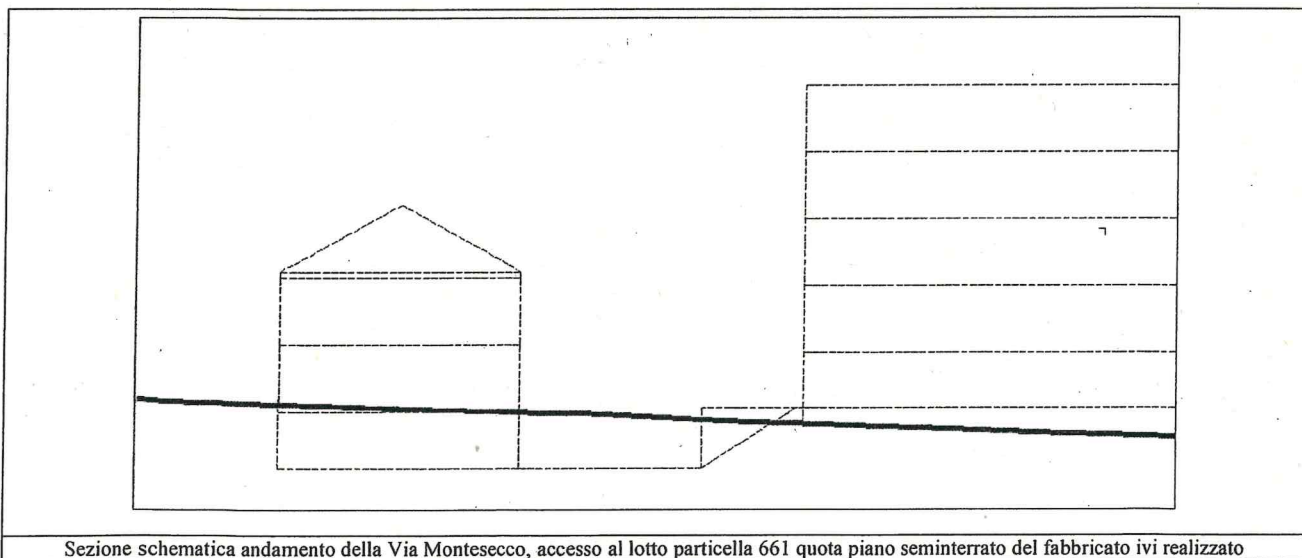 Sezione schematica andamento della Via Montesecco, accesso al lotto particella 661 quota piano seminterrato del fabbricato ivi realizzato